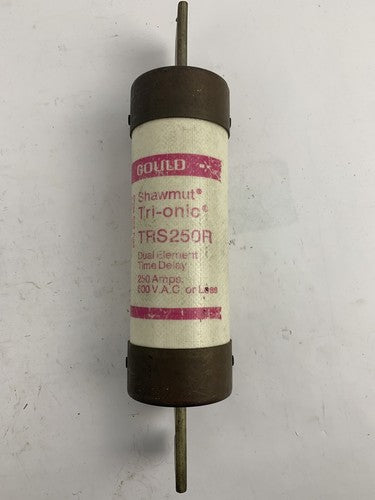 GOULD
Shawmut®
Tri-onic®
TRS250R
Dual Element
Time Delay
250 Amps.
600 V.A.C. or Less